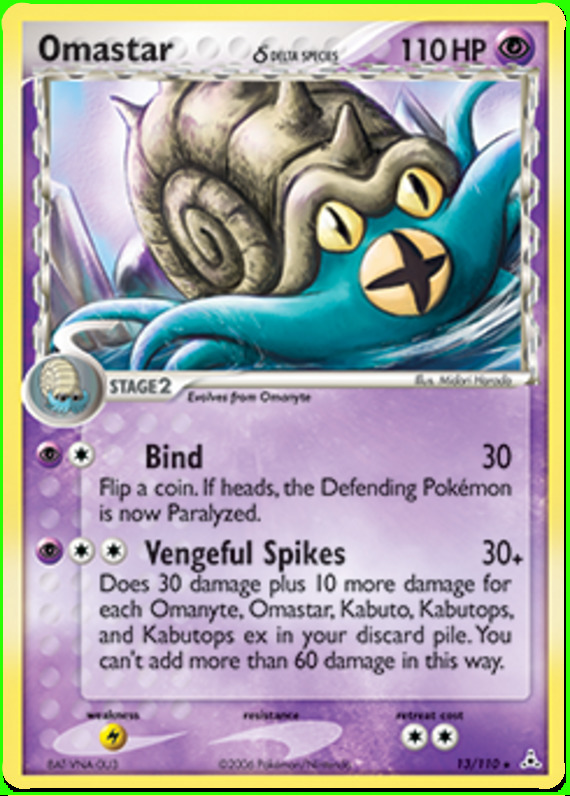 Omastar δ DELTA SPECIES 110 HP
Illus. Midori Harada
STAGE2
Evolves from Omanyte
Bind 30
Flip a coin. If heads, the Defending Pokémon
is now Paralyzed.
Vengeful Spikes 30+
Does 30 damage plus 10 more damage for
each Omanyte, Omastar, Kabuto, Kabutops,
and Kabutops ex in your discard pile. You
can't add more than 60 damage in this way.
weakness resistance retreat cost
©2006 Pokémon/Nintendo 13/110